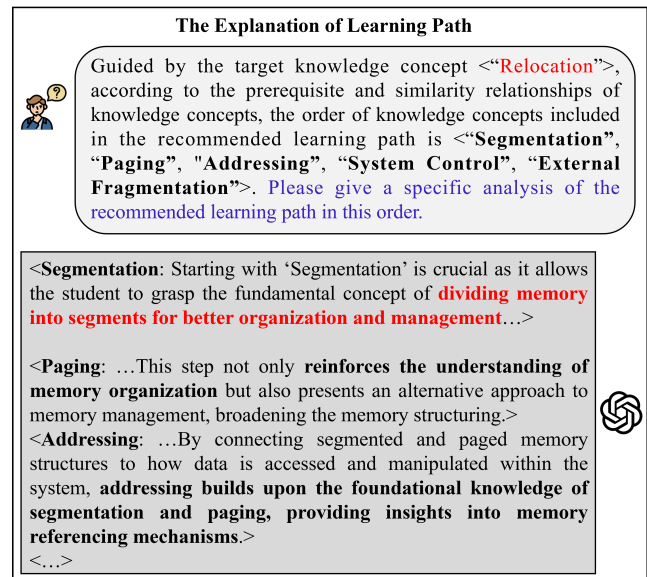 The Explanation of Learning Path
?
Guided by the target knowledge concept <“Relocation”>,
according to the prerequisite and similarity relationships of
knowledge concepts, the order of knowledge concepts included
in the recommended learning path is <“Segmentation”,
“Paging”, "Addressing”, “System Control”, “External
Fragmentation”>. Please give a specific analysis of the
recommended learning path in this order.
<Segmentation: Starting with ‘Segmentation’ is crucial as it allows
the student to grasp the fundamental concept of dividing memory
into segments for better organization and management…>
<Paging: …This step not only reinforces the understanding of
memory organization but also presents an alternative approach to
memory management, broadening the memory structuring.>
<Addressing: …By connecting segmented and paged memory
structures to how data is accessed and manipulated within the
system, addressing builds upon the foundational knowledge of
segmentation and paging, providing insights into memory
referencing mechanisms.>
<…>